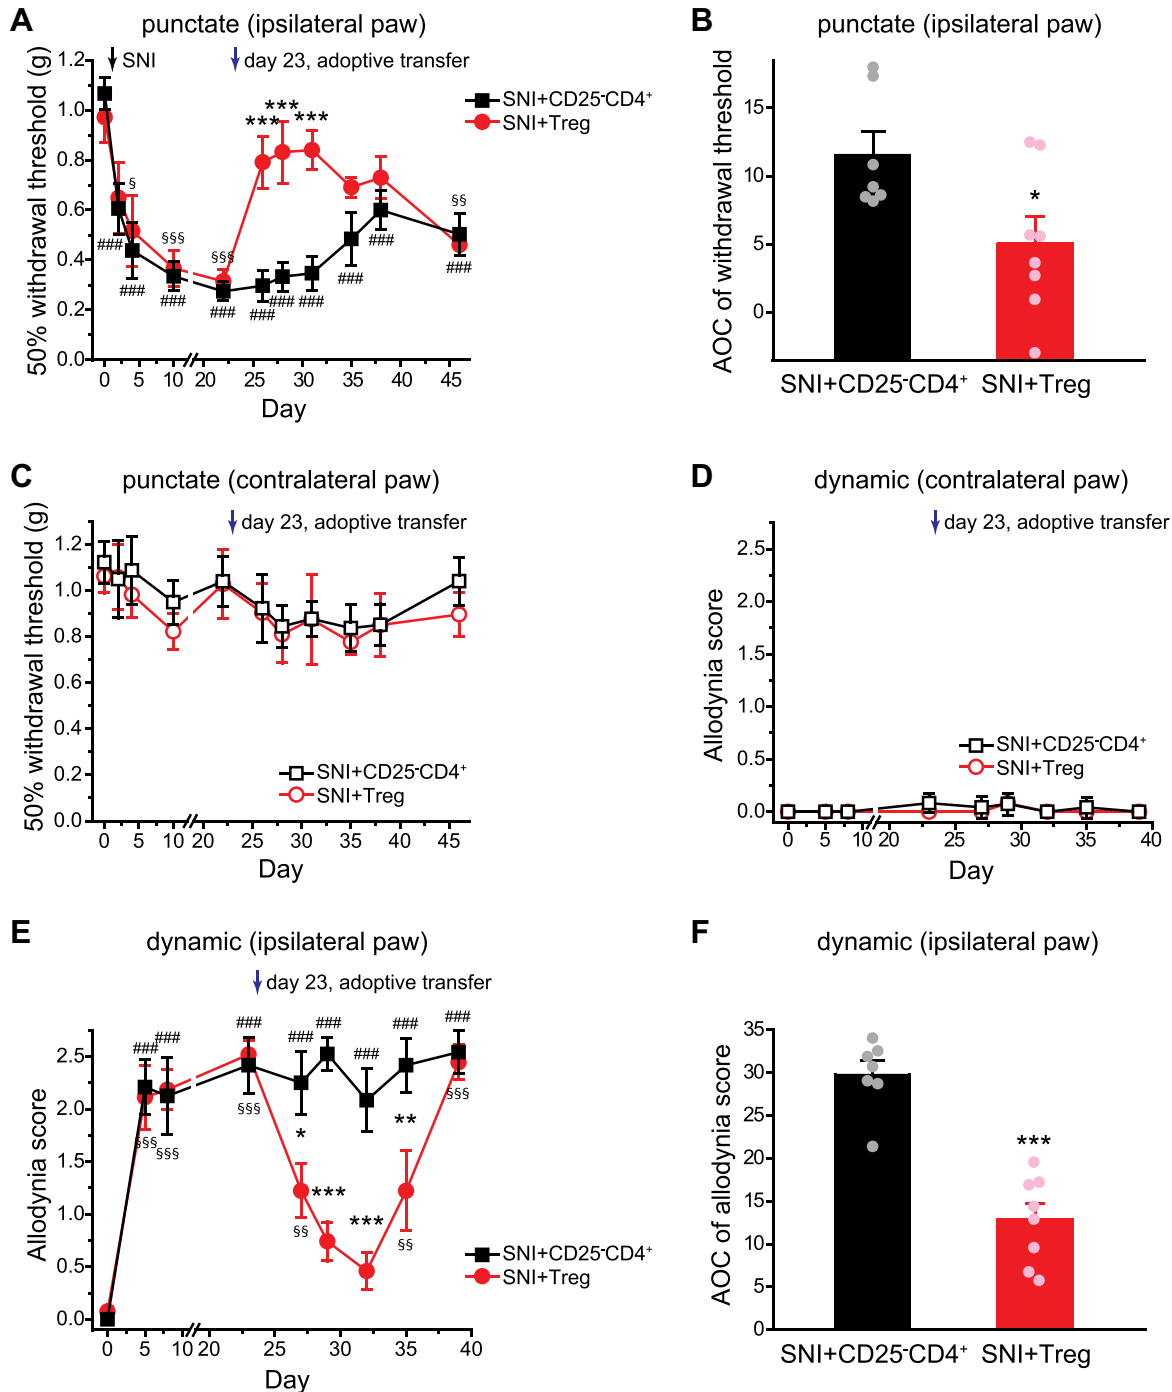 A
punctate (ipsilateral paw)
SNI
day 23, adoptive transfer
50% withdrawal threshold (g)
1.2
1.0
0.8
0.6
0.4
0.2
0.0
***
***
***
§
§§§
§§§
§§
###
###
###
###
###
###
###
###
###
###
SNI+CD25⁻CD4⁺
SNI+Treg
0 5 10 20 25 30 35 40 45
Day
B
punctate (ipsilateral paw)
AOC of withdrawal threshold
15
10
5
0
*
SNI+CD25⁻CD4⁺ SNI+Treg
C
punctate (contralateral paw)
day 23, adoptive transfer
50% withdrawal threshold (g)
1.2
1.0
0.8
0.6
0.4
0.2
0.0
SNI+CD25⁻CD4⁺
SNI+Treg
0 5 10 20 25 30 35 40 45
Day
D
dynamic (contralateral paw)
day 23, adoptive transfer
Allodynia score
2.5
2.0
1.5
1.0
0.5
0.0
SNI+CD25⁻CD4⁺
SNI+Treg
0 5 10 20 25 30 35 40
Day
E
dynamic (ipsilateral paw)
day 23, adoptive transfer
Allodynia score
2.5
2.0
1.5
1.0
0.5
0.0
###
###
###
###
###
###
###
###
§§§
§§§
§§§
§§§
*
***
***
**
§§
§§
SNI+CD25⁻CD4⁺
SNI+Treg
0 5 10 20 25 30 35 40
Day
F
dynamic (ipsilateral paw)
AOC of allodynia score
35
30
25
20
15
10
5
0
***
SNI+CD25⁻CD4⁺ SNI+Treg